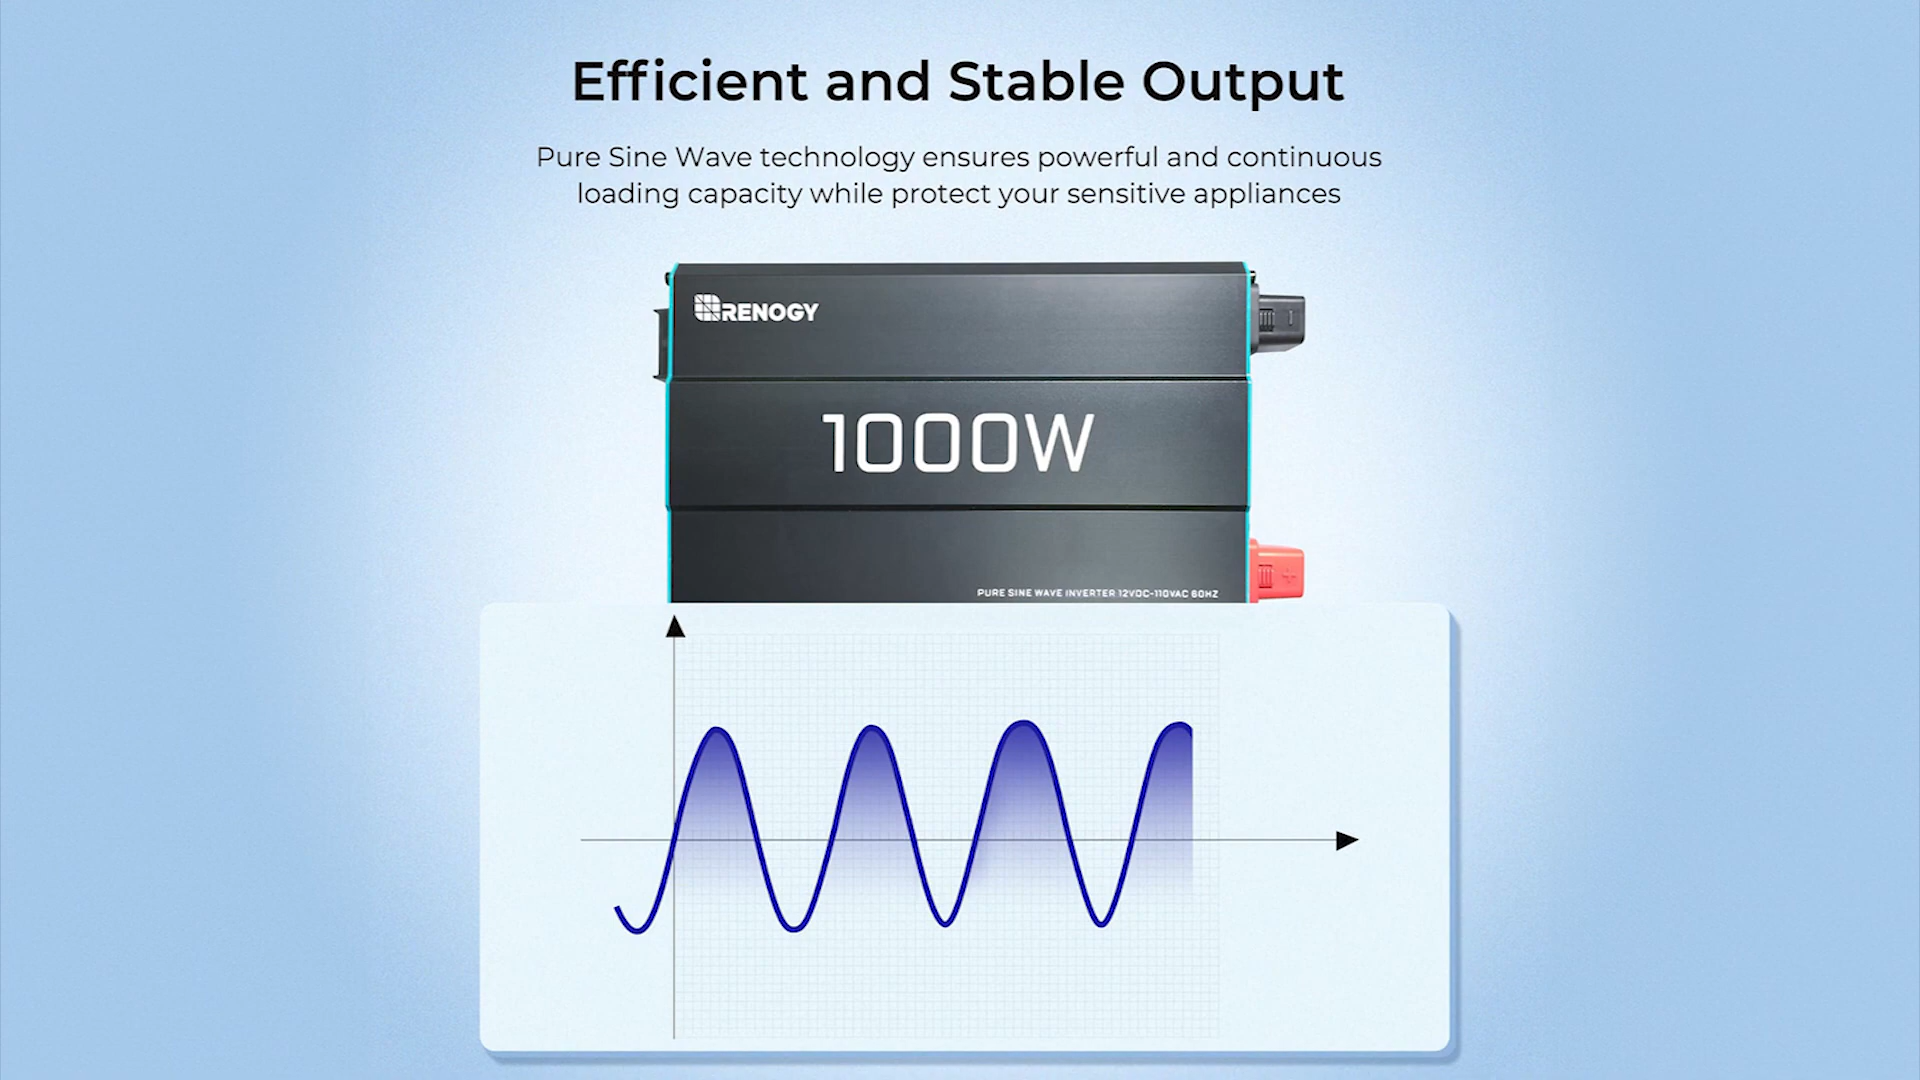 Efficient and Stable Output
Pure Sine Wave technology ensures powerful and continuous
loading capacity while protect your sensitive appliances
RENOGY
1000W
PURE SINE WAVE INVERTER 12VDC-110VAC 60HZ